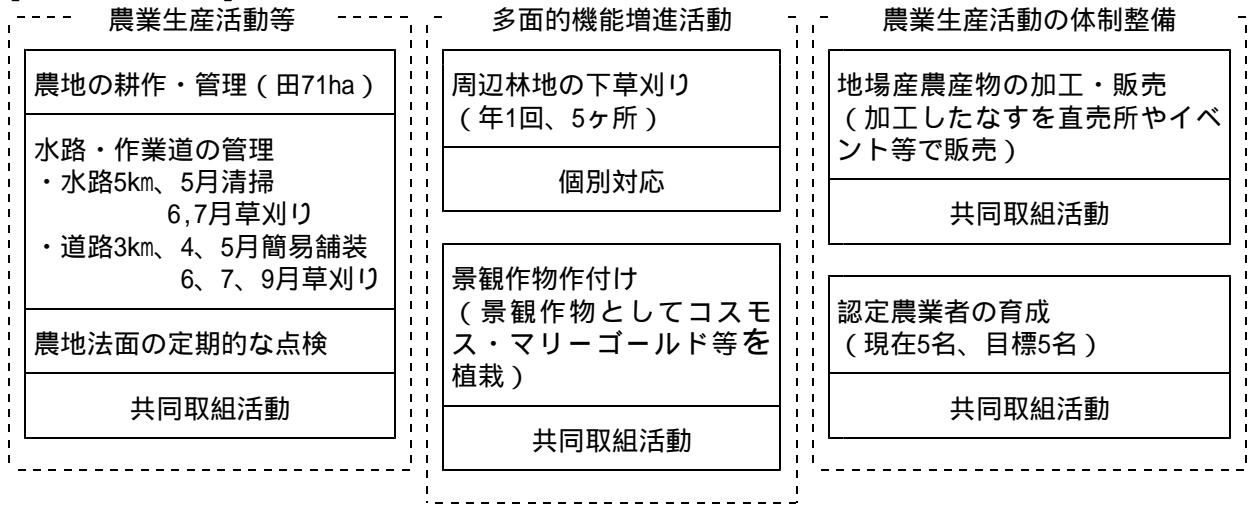 農業生産活動等
農地の耕作・管理（田71ha）
水路・作業道の管理
・水路5㎞、5月清掃
6,7月草刈り
・道路3㎞、4、5月簡易舗装
6、7、9月草刈り
農地法面の定期的な点検
共同取組活動
多面的機能増進活動
周辺林地の下草刈り
（年1回、5ヶ所）
個別対応
景観作物作付け
（景観作物としてコスモ
ス・マリーゴールド等を
植栽）
共同取組活動
農業生産活動の体制整備
地場産農産物の加工・販売
（加工したなすを直売所やイベ
ント等で販売）
共同取組活動
認定農業者の育成
（現在5名、目標5名）
共同取組活動